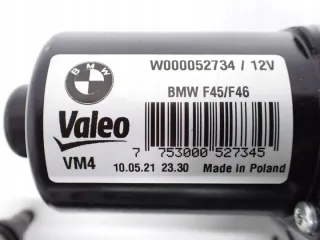 BMW
W000052734 / 12V
BMW F45/F46
Valeo
7 753000 527345
VM4
10.05.21 23.30 Made in Poland